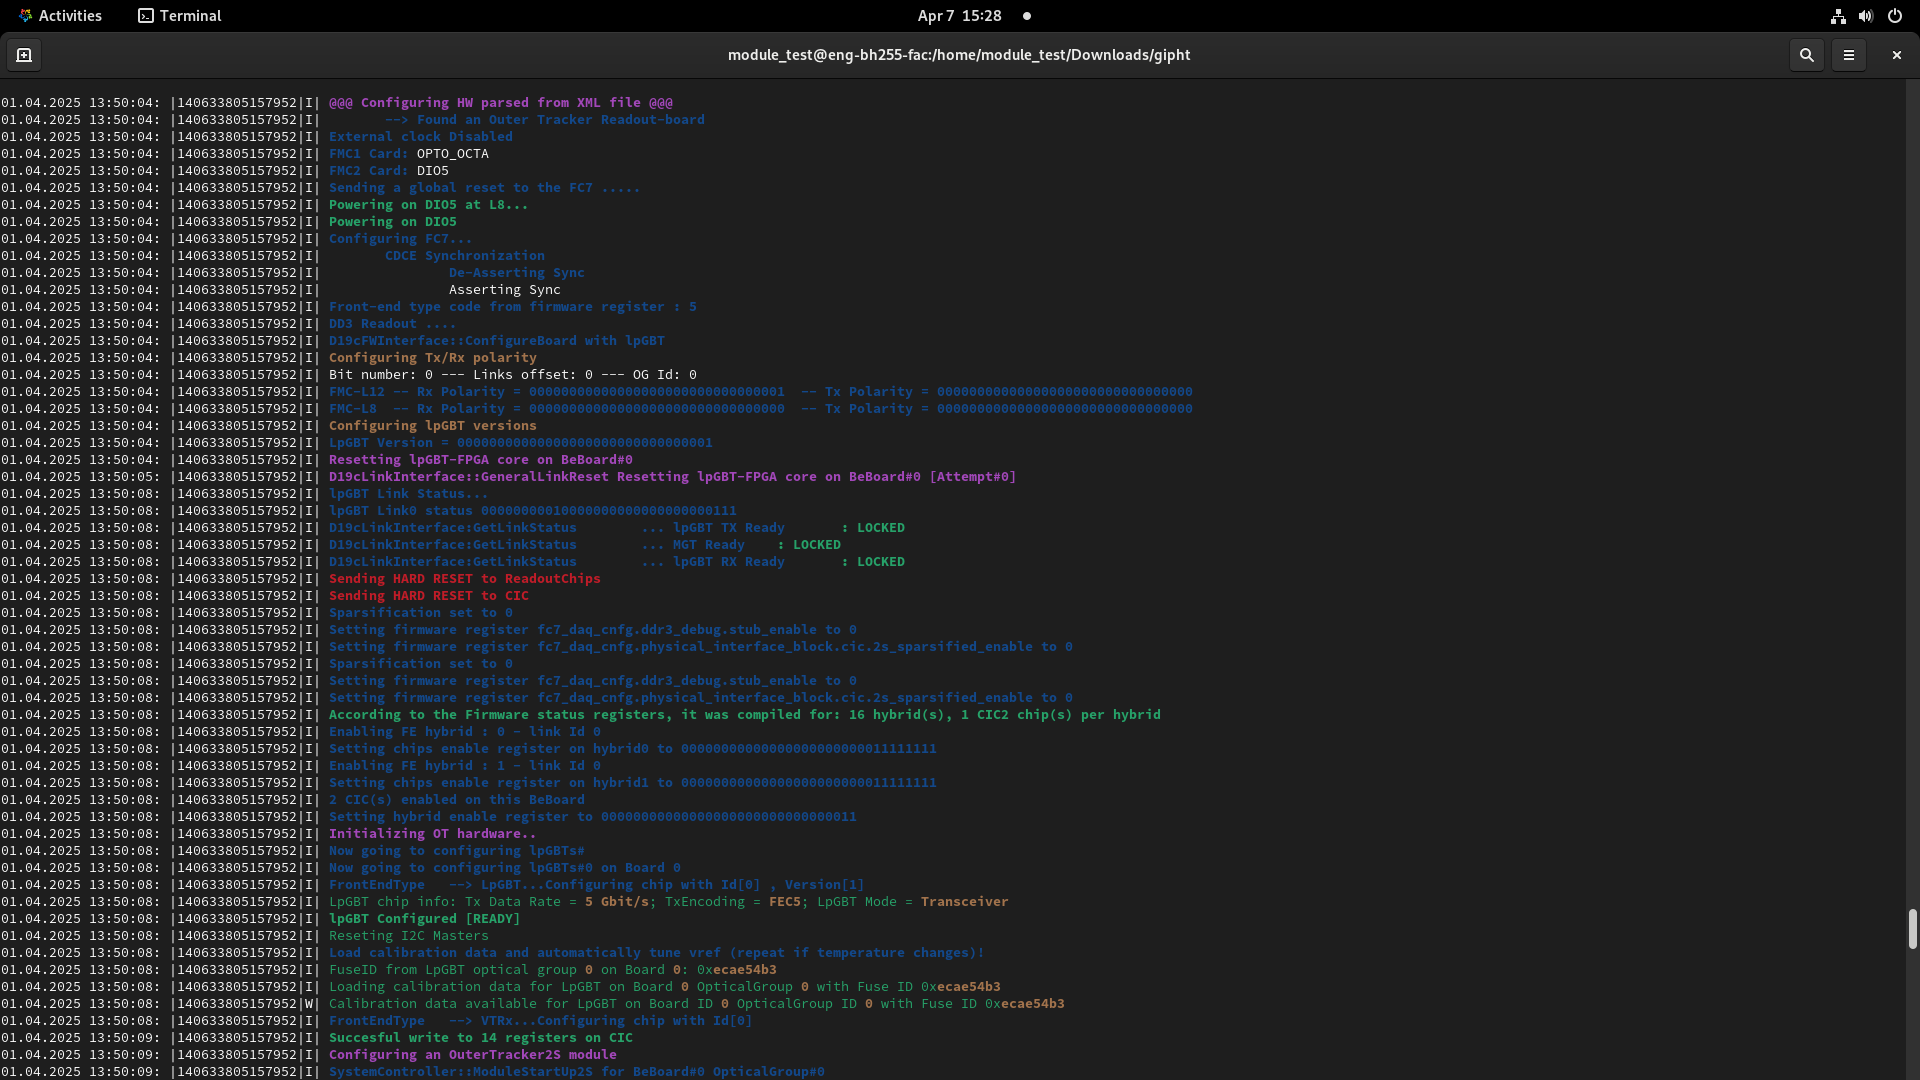 Activities Terminal Apr 7 15:28
module_test@eng-bh255-fac:/home/module_test/Downloads/gipht
01.04.2025 13:50:04: |140633805157952|I| @@@ Configuring HW parsed from XML file @@@
01.04.2025 13:50:04: |140633805157952|I|        --> Found an Outer Tracker Readout-board
01.04.2025 13:50:04: |140633805157952|I| External clock Disabled
01.04.2025 13:50:04: |140633805157952|I| FMC1 Card: OPTO_OCTA
01.04.2025 13:50:04: |140633805157952|I| FMC2 Card: DIO5
01.04.2025 13:50:04: |140633805157952|I| Sending a global reset to the FC7 .....
01.04.2025 13:50:04: |140633805157952|I| Powering on DIO5 at L8...
01.04.2025 13:50:04: |140633805157952|I| Powering on DIO5
01.04.2025 13:50:04: |140633805157952|I| Configuring FC7...
01.04.2025 13:50:04: |140633805157952|I|        CDCE Synchronization
01.04.2025 13:50:04: |140633805157952|I|                De-Asserting Sync
01.04.2025 13:50:04: |140633805157952|I|                Asserting Sync
01.04.2025 13:50:04: |140633805157952|I| Front-end type code from firmware register : 5
01.04.2025 13:50:04: |140633805157952|I| DD3 Readout ....
01.04.2025 13:50:04: |140633805157952|I| D19cFWInterface::ConfigureBoard with lpGBT
01.04.2025 13:50:04: |140633805157952|I| Configuring Tx/Rx polarity
01.04.2025 13:50:04: |140633805157952|I| Bit number: 0 --- Links offset: 0 --- OG Id: 0
01.04.2025 13:50:04: |140633805157952|I| FMC-L12 -- Rx Polarity = 00000000000000000000000000000001  -- Tx Polarity = 00000000000000000000000000000000
01.04.2025 13:50:04: |140633805157952|I| FMC-L8  -- Rx Polarity = 00000000000000000000000000000000  -- Tx Polarity = 00000000000000000000000000000000
01.04.2025 13:50:04: |140633805157952|I| Configuring lpGBT versions
01.04.2025 13:50:04: |140633805157952|I| LpGBT Version = 00000000000000000000000000000001
01.04.2025 13:50:04: |140633805157952|I| Resetting lpGBT-FPGA core on BeBoard#0
01.04.2025 13:50:05: |140633805157952|I| D19cLinkInterface::GeneralLinkReset Resetting lpGBT-FPGA core on BeBoard#0 [Attempt#0]
01.04.2025 13:50:08: |140633805157952|I| lpGBT Link Status...
01.04.2025 13:50:08: |140633805157952|I| lpGBT Link0 status 00000000010000000000000000000111
01.04.2025 13:50:08: |140633805157952|I| D19cLinkInterface:GetLinkStatus        ... lpGBT TX Ready       : LOCKED
01.04.2025 13:50:08: |140633805157952|I| D19cLinkInterface:GetLinkStatus        ... MGT Ready    : LOCKED
01.04.2025 13:50:08: |140633805157952|I| D19cLinkInterface:GetLinkStatus        ... lpGBT RX Ready       : LOCKED
01.04.2025 13:50:08: |140633805157952|I| Sending HARD RESET to ReadoutChips
01.04.2025 13:50:08: |140633805157952|I| Sending HARD RESET to CIC
01.04.2025 13:50:08: |140633805157952|I| Sparsification set to 0
01.04.2025 13:50:08: |140633805157952|I| Setting firmware register fc7_daq_cnfg.ddr3_debug.stub_enable to 0
01.04.2025 13:50:08: |140633805157952|I| Setting firmware register fc7_daq_cnfg.physical_interface_block.cic.2s_sparsified_enable to 0
01.04.2025 13:50:08: |140633805157952|I| Sparsification set to 0
01.04.2025 13:50:08: |140633805157952|I| Setting firmware register fc7_daq_cnfg.ddr3_debug.stub_enable to 0
01.04.2025 13:50:08: |140633805157952|I| Setting firmware register fc7_daq_cnfg.physical_interface_block.cic.2s_sparsified_enable to 0
01.04.2025 13:50:08: |140633805157952|I| According to the Firmware status registers, it was compiled for: 16 hybrid(s), 1 CIC2 chip(s) per hybrid
01.04.2025 13:50:08: |140633805157952|I| Enabling FE hybrid : 0 - link Id 0
01.04.2025 13:50:08: |140633805157952|I| Setting chips enable register on hybrid0 to 00000000000000000000000011111111
01.04.2025 13:50:08: |140633805157952|I| Enabling FE hybrid : 1 - link Id 0
01.04.2025 13:50:08: |140633805157952|I| Setting chips enable register on hybrid1 to 00000000000000000000000011111111
01.04.2025 13:50:08: |140633805157952|I| 2 CIC(s) enabled on this BeBoard
01.04.2025 13:50:08: |140633805157952|I| Setting hybrid enable register to 00000000000000000000000000000011
01.04.2025 13:50:08: |140633805157952|I| Initializing OT hardware..
01.04.2025 13:50:08: |140633805157952|I| Now going to configuring lpGBTs#
01.04.2025 13:50:08: |140633805157952|I| Now going to configuring lpGBTs#0 on Board 0
01.04.2025 13:50:08: |140633805157952|I| FrontEndType   --> LpGBT...Configuring chip with Id[0] , Version[1]
01.04.2025 13:50:08: |140633805157952|I| LpGBT chip info: Tx Data Rate = 5 Gbit/s; TxEncoding = FEC5; LpGBT Mode = Transceiver
01.04.2025 13:50:08: |140633805157952|I| lpGBT Configured [READY]
01.04.2025 13:50:08: |140633805157952|I| Reseting I2C Masters
01.04.2025 13:50:08: |140633805157952|I| Load calibration data and automatically tune vref (repeat if temperature changes)!
01.04.2025 13:50:08: |140633805157952|I| FuseID from LpGBT optical group 0 on Board 0: 0xecae54b3
01.04.2025 13:50:08: |140633805157952|I| Loading calibration data for LpGBT on Board 0 OpticalGroup 0 with Fuse ID 0xecae54b3
01.04.2025 13:50:08: |140633805157952|W| Calibration data available for LpGBT on Board ID 0 OpticalGroup ID 0 with Fuse ID 0xecae54b3
01.04.2025 13:50:08: |140633805157952|I| FrontEndType   --> VTRx...Configuring chip with Id[0]
01.04.2025 13:50:09: |140633805157952|I| Succesful write to 14 registers on CIC
01.04.2025 13:50:09: |140633805157952|I| Configuring an OuterTracker2S module
01.04.2025 13:50:09: |140633805157952|I| SystemController::ModuleStartUp2S for BeBoard#0 OpticalGroup#0